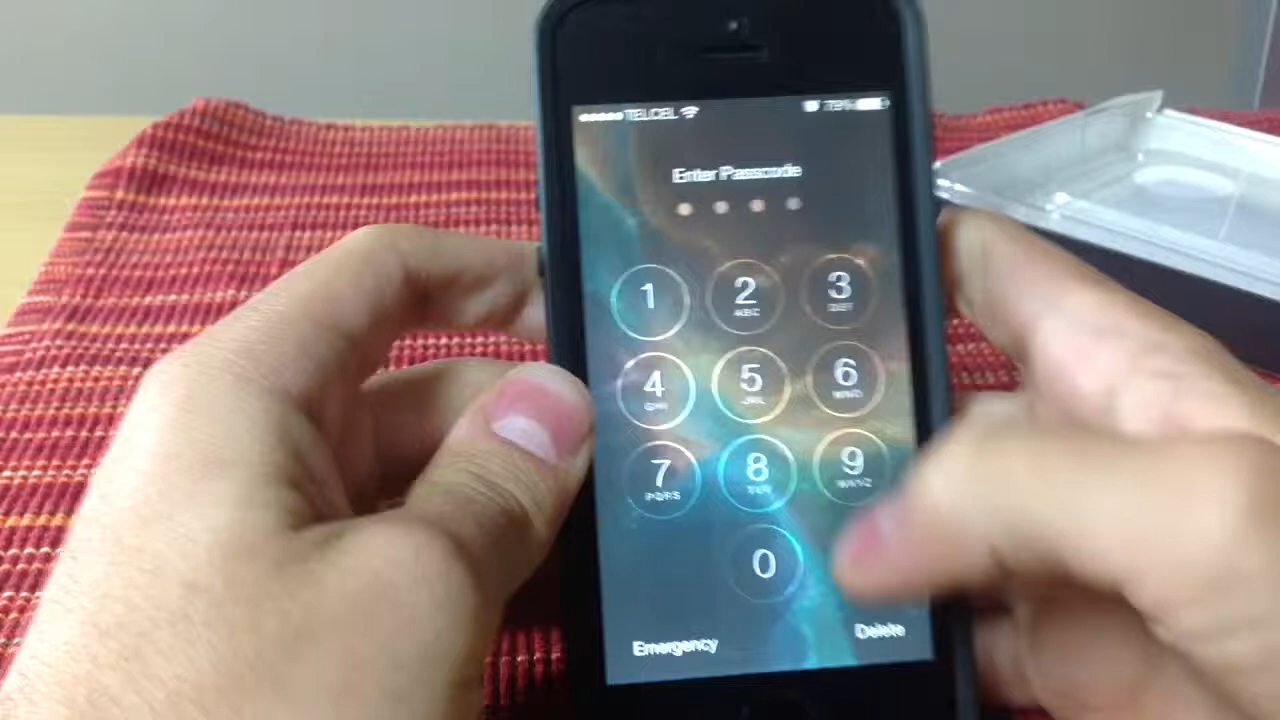 TELCEL 79%
Enter Passcode
1 2 3
ABC DEF
4 5 6
GHI JKL MNO
7 8 9
PQRS TUV WXYZ
0
Emergency Delete